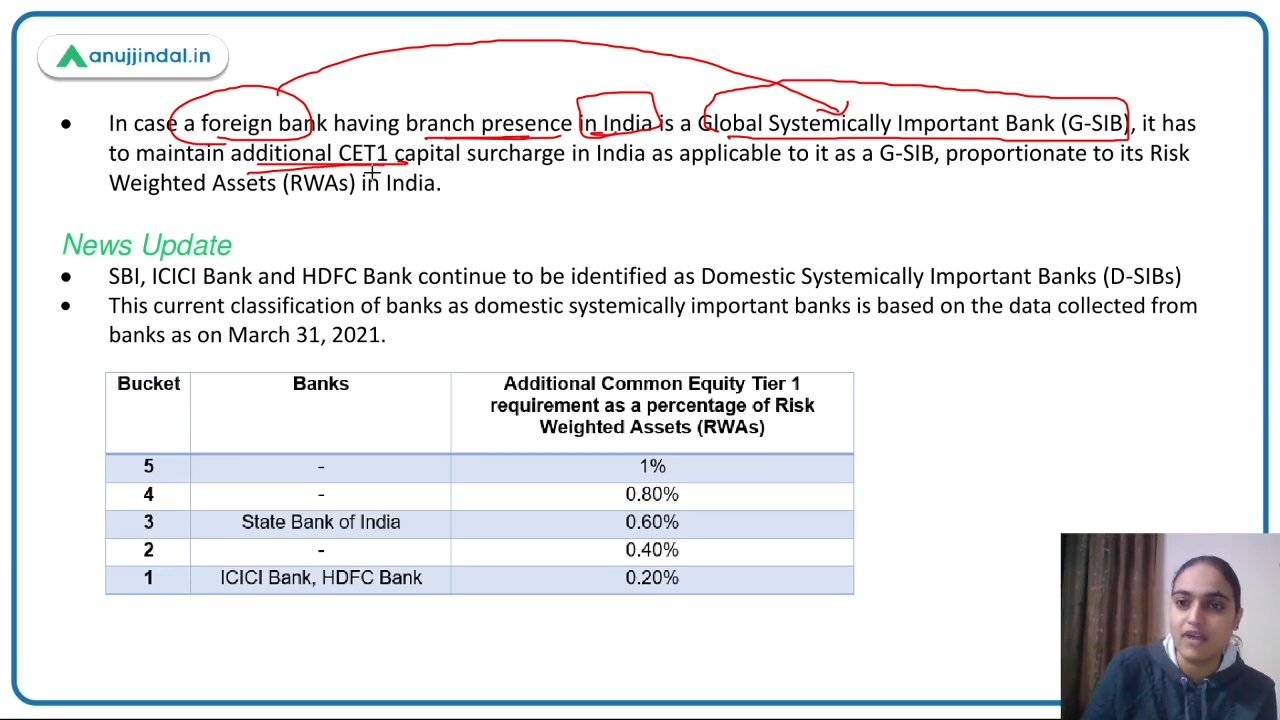 anujjindal.in
In case a foreign bank having branch presence in India is a Global Systemically Important Bank (G-SIB), it has
to maintain additional CET1 capital surcharge in India as applicable to it as a G-SIB, proportionate to its Risk
Weighted Assets (RWAs) in India.
News Update
SBI, ICICI Bank and HDFC Bank continue to be identified as Domestic Systemically Important Banks (D-SIBs)
This current classification of banks as domestic systemically important banks is based on the data collected from
banks as on March 31, 2021.
Bucket Banks Additional Common Equity Tier 1
requirement as a percentage of Risk
Weighted Assets (RWAs)
5 - 1%
4 - 0.80%
3 State Bank of India 0.60%
2 - 0.40%
1 ICICI Bank, HDFC Bank 0.20%